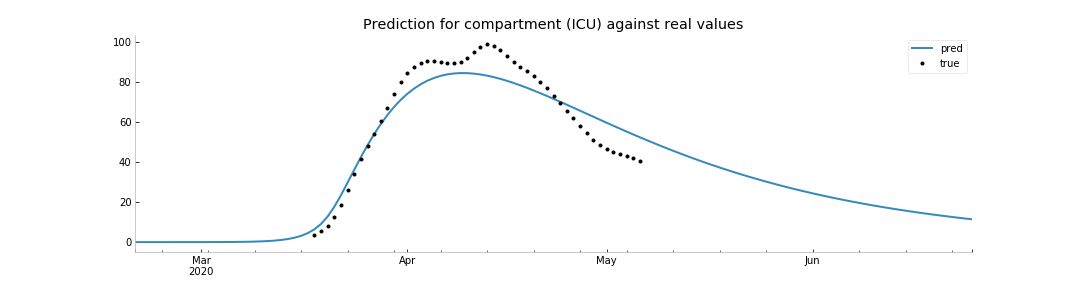 Prediction for compartment (ICU) against real values
100
80
60
40
20
0
pred
true
Mar
2020
Apr
May
Jun